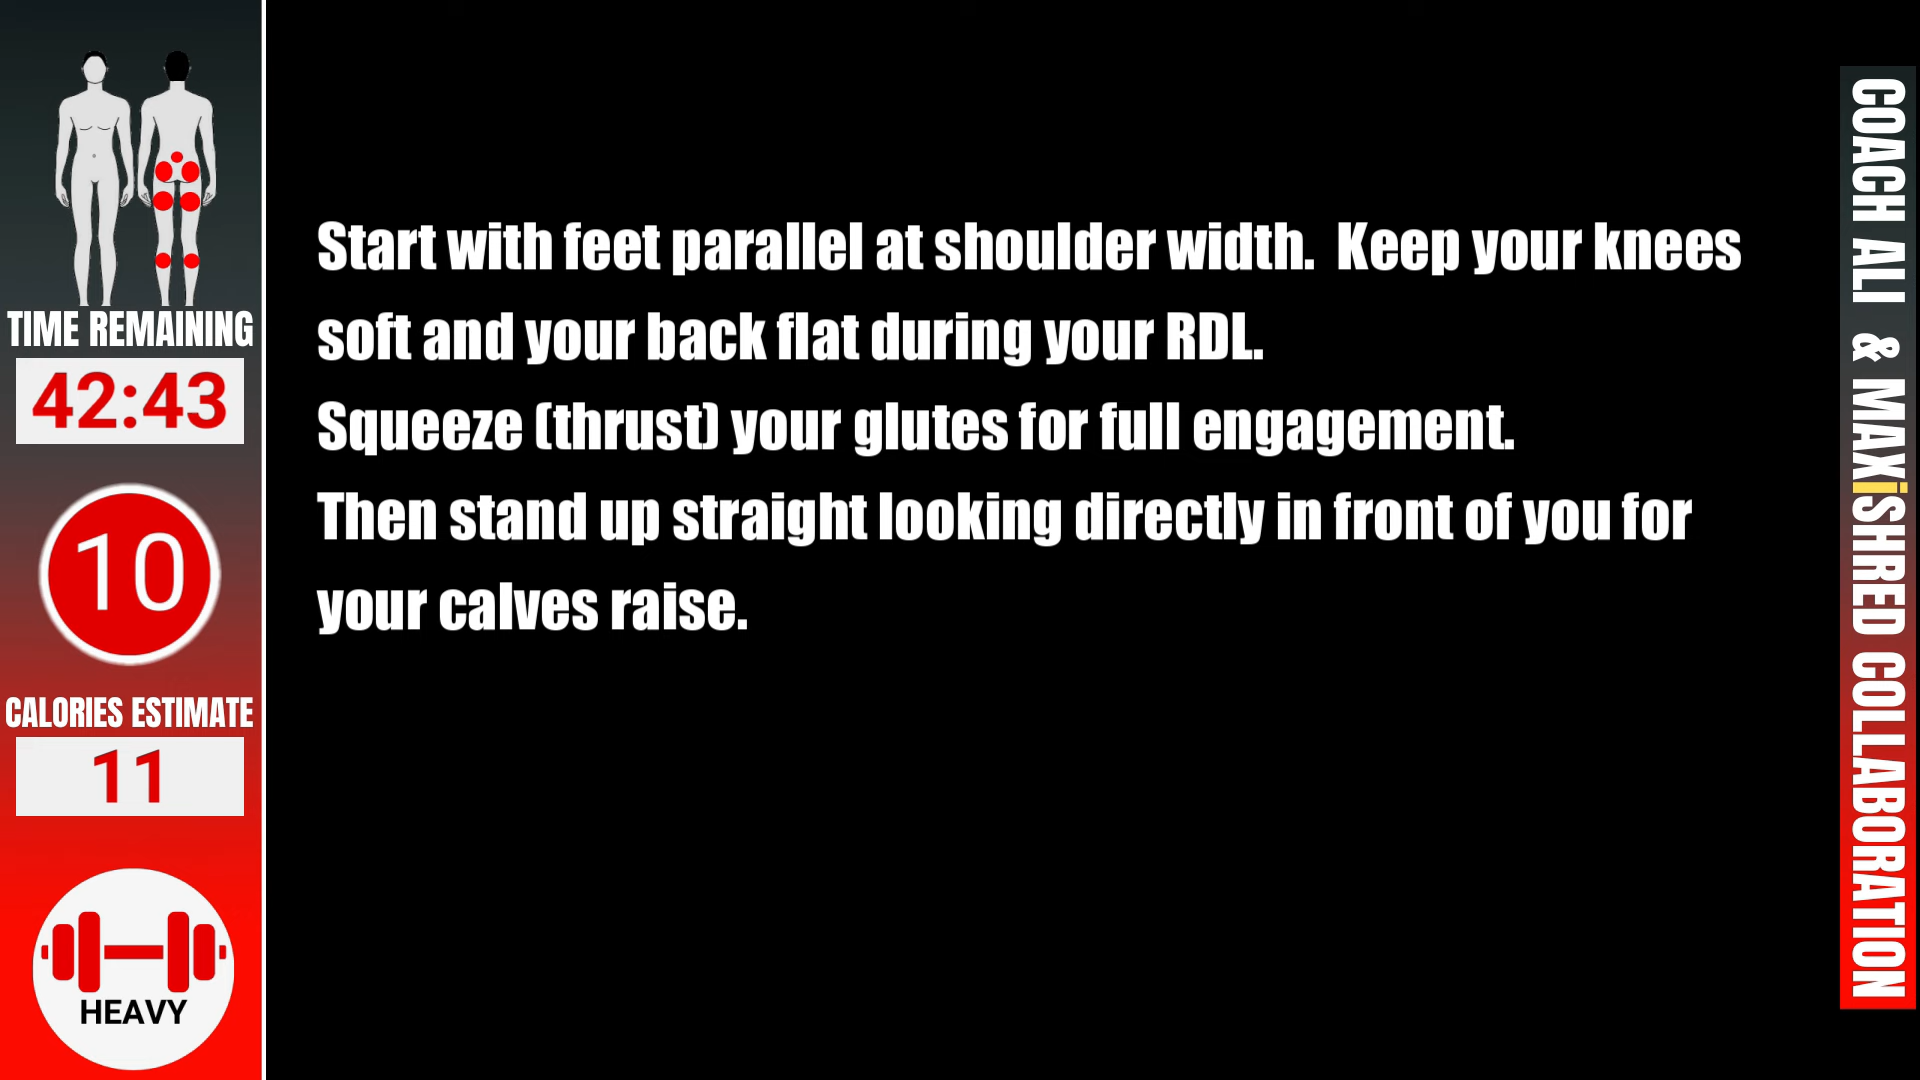 TIME REMAINING
42:43
10
CALORIES ESTIMATE
11
HEAVY
Start with feet parallel at shoulder width.  Keep your knees
soft and your back flat during your RDL.
Squeeze (thrust) your glutes for full engagement.
Then stand up straight looking directly in front of you for
your calves raise.
COACH ALI & MAXiSHRED COLLABORATION